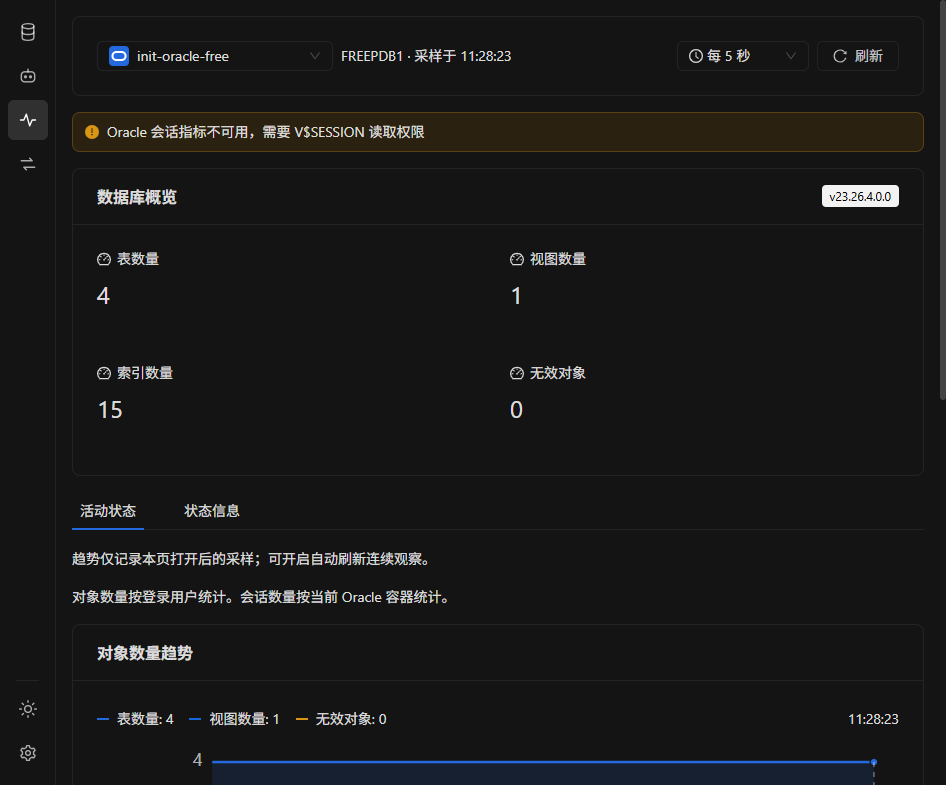 init-oracle-free FREEPDB1 · 采样于 11:28:23 每 5 秒 刷新
Oracle 会话指标不可用，需要 V$SESSION 读取权限
数据库概览 v23.26.4.0.0
表数量 视图数量
4 1
索引数量 无效对象
15 0
活动状态 状态信息
趋势仅记录本页打开后的采样；可开启自动刷新连续观察。
对象数量按登录用户统计。会话数量按当前 Oracle 容器统计。
对象数量趋势
表数量: 4 视图数量: 1 无效对象: 0 11:28:23
4